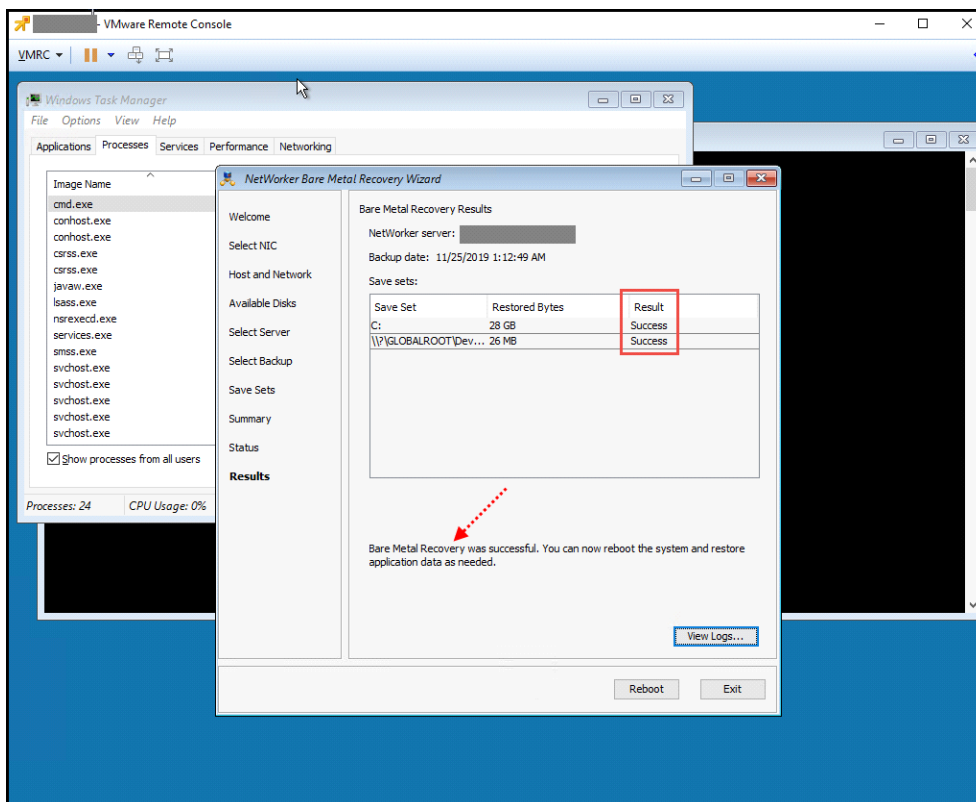 - VMware Remote Console
VMRC
Windows Task Manager
File Options View Help
Applications Processes Services Performance Networking
Image Name
cmd.exe
conhost.exe
conhost.exe
csrss.exe
csrss.exe
javaw.exe
lsass.exe
nsrexecd.exe
services.exe
smss.exe
svchost.exe
svchost.exe
svchost.exe
svchost.exe
svchost.exe
Show processes from all users
Processes: 24 CPU Usage: 0%
NetWorker Bare Metal Recovery Wizard
Welcome
Select NIC
Host and Network
Available Disks
Select Server
Select Backup
Save Sets
Summary
Status
Results
Bare Metal Recovery Results
NetWorker server:
Backup date: 11/25/2019 1:12:49 AM
Save sets:
Save Set Restored Bytes Result
C: 28 GB Success
\\?\GLOBALROOT\Dev... 26 MB Success
Bare Metal Recovery was successful. You can now reboot the system and restore
application data as needed.
View Logs...
Reboot Exit